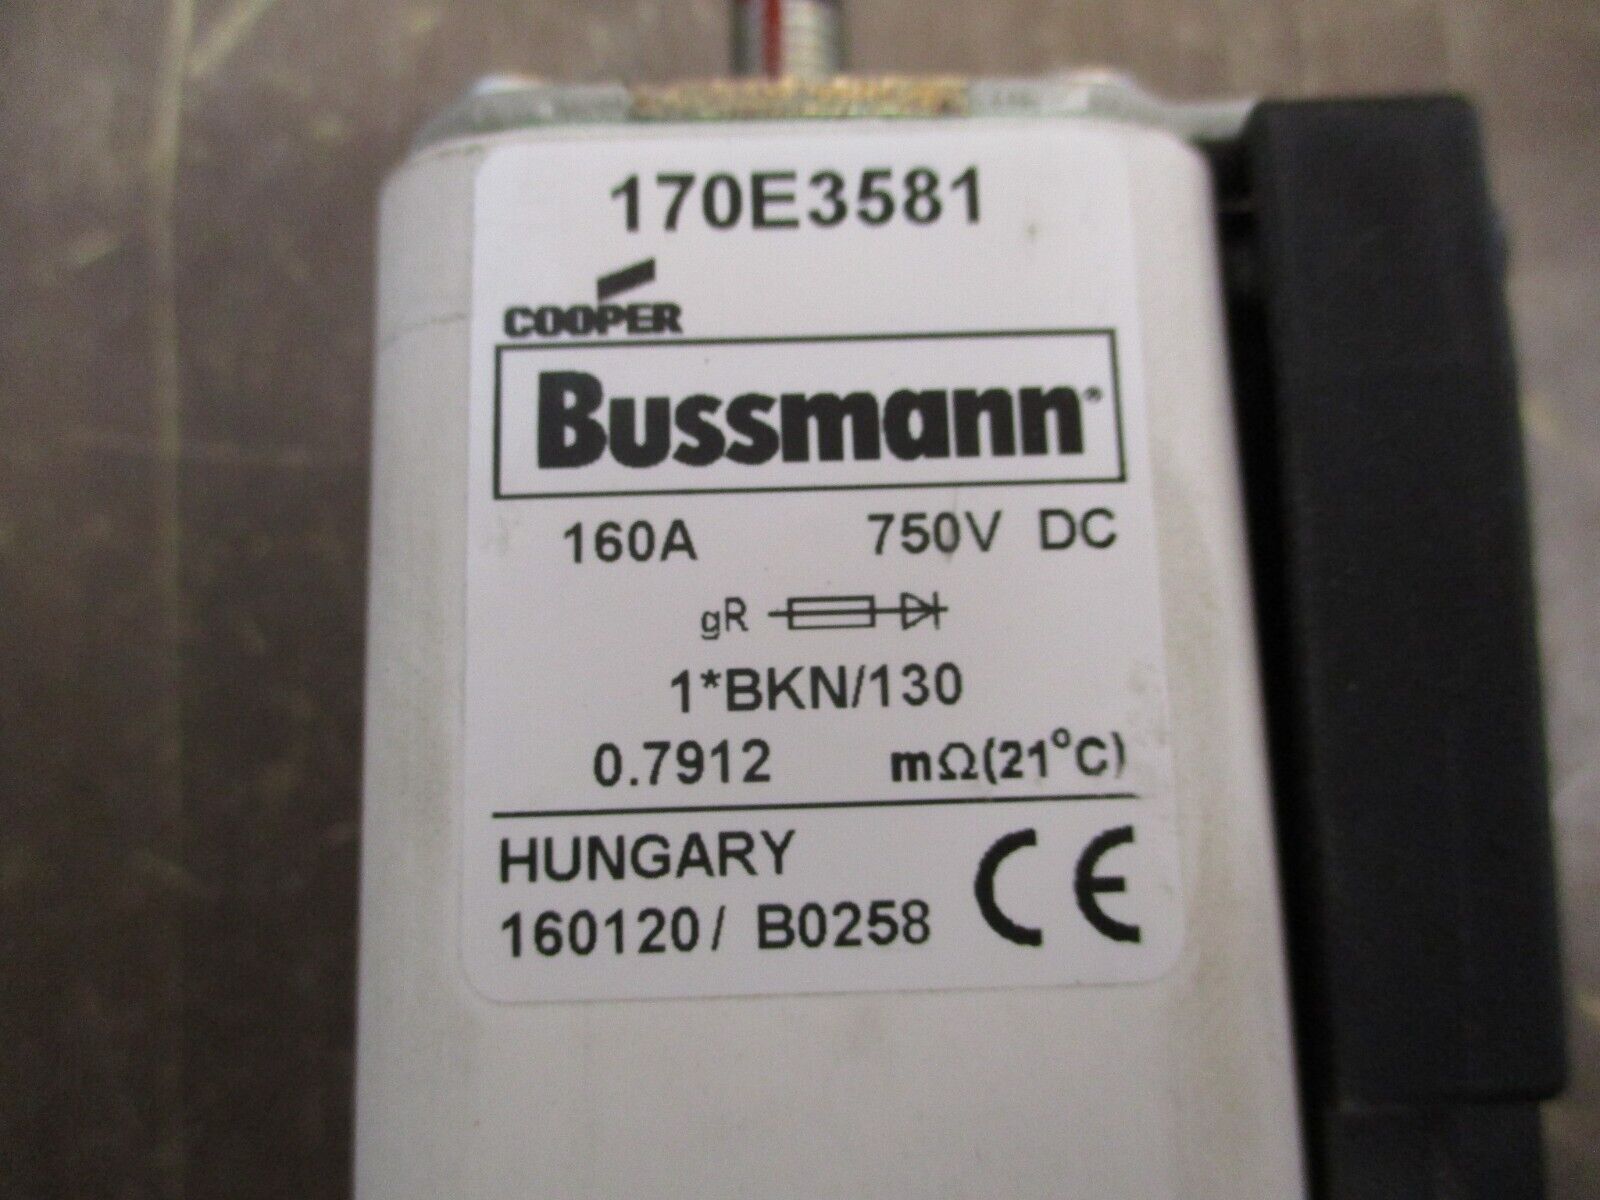 170E3581
COOPER
Bussmann®
160A 750V DC
gR
1*BKN/130
0.7912 mΩ(21°C)
HUNGARY
160120/ B0258 CE